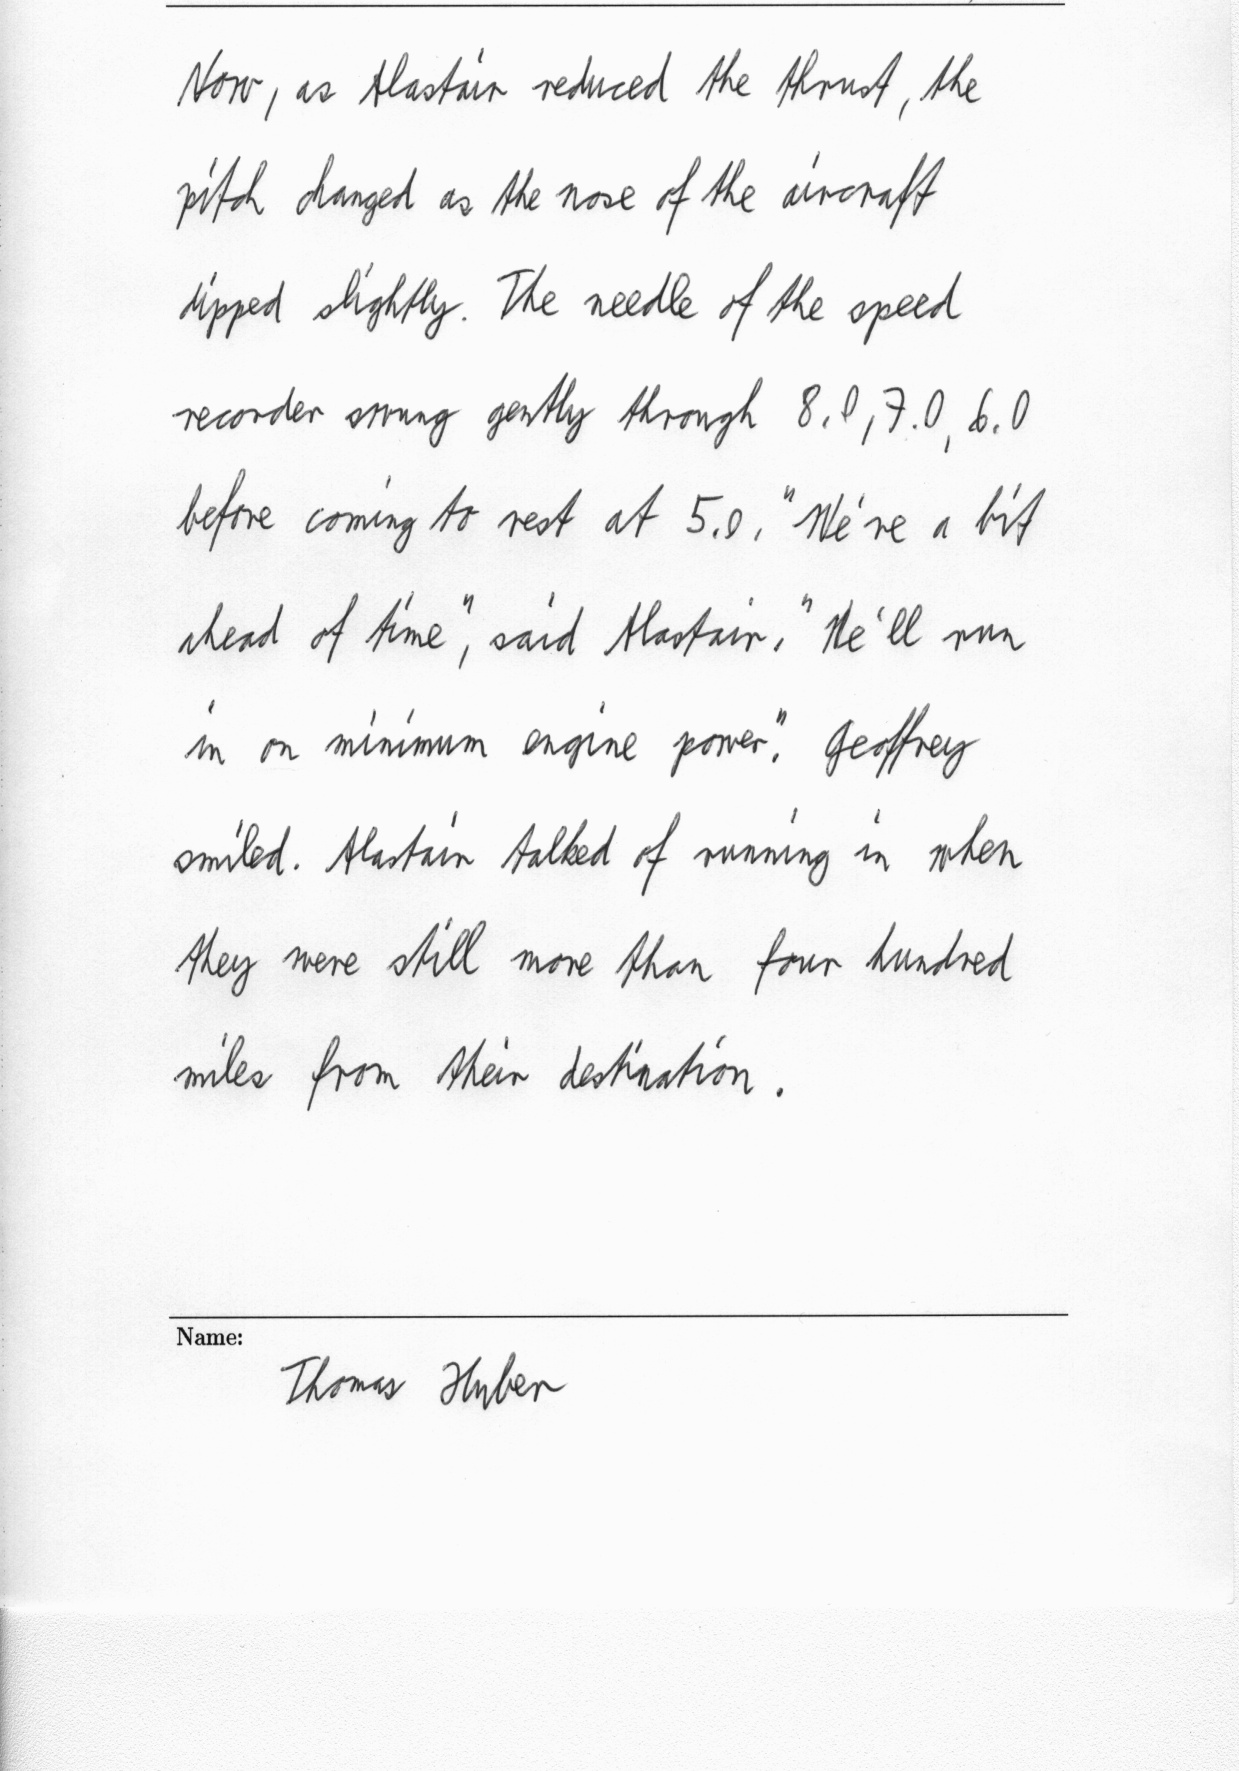 Now, as Alastair reduced the thrust, the
pitch changed as the nose of the aircraft
dipped slightly. The needle of the speed
recorder swung gently through 8.0, 7.0, 6.0
before coming to rest at 5.0. "We're a bit
ahead of time", said Alastair. "We'll run
in on minimum engine power". Geoffrey
smiled. Alastair talked of running in when
they were still more than four hundred
miles from their destination.
Name:
Thomas